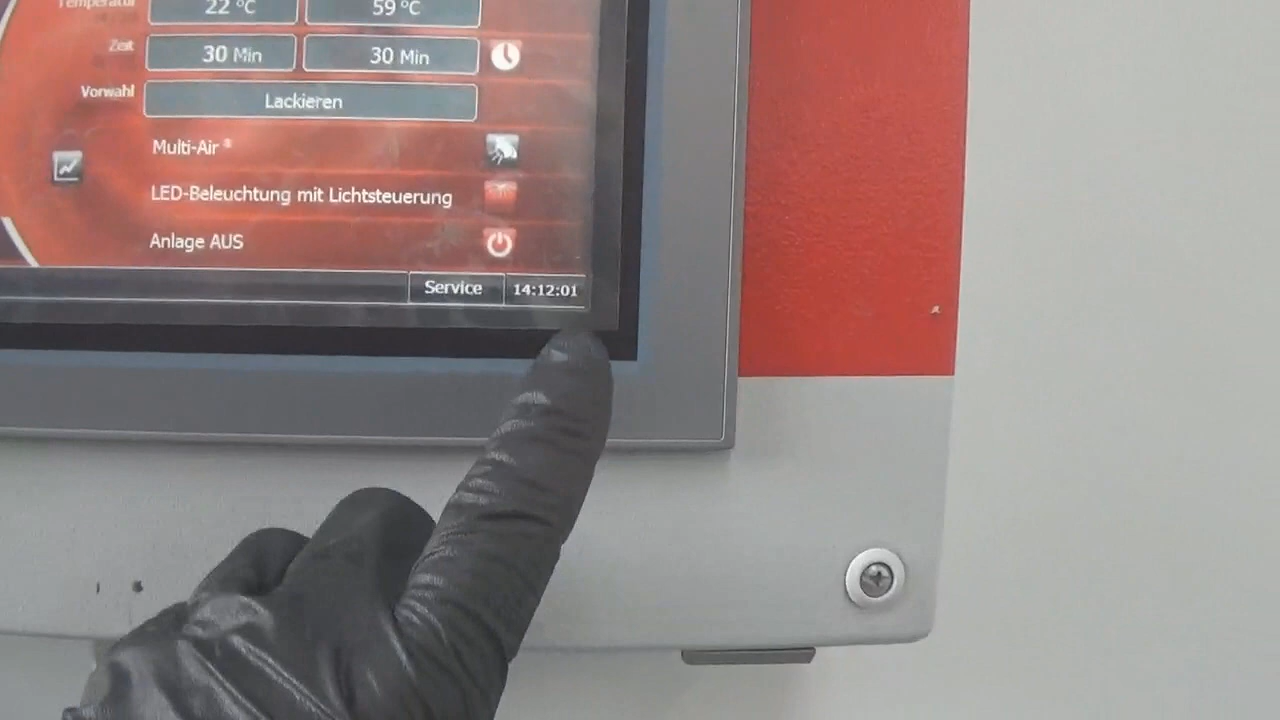 Temperatur 22 °C 59 °C
Zeit 30 Min 30 Min
Vorwahl Lackieren
Multi-Air ®
LED-Beleuchtung mit Lichtsteuerung
Anlage AUS
Service 14:12:01